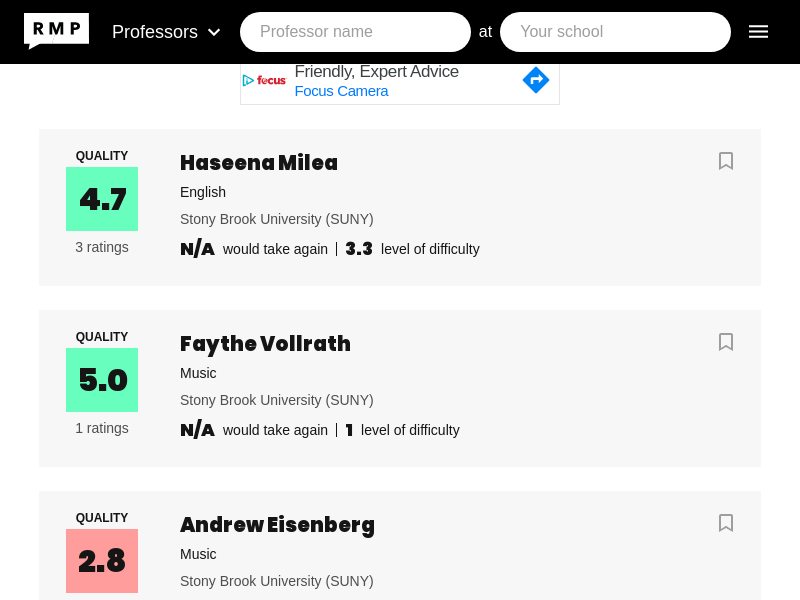 RMP Professors Professor name at Your school
focus Friendly, Expert Advice
Focus Camera
QUALITY
4.7
3 ratings
Haseena Milea
English
Stony Brook University (SUNY)
N/A would take again | 3.3 level of difficulty
QUALITY
5.0
1 ratings
Faythe Vollrath
Music
Stony Brook University (SUNY)
N/A would take again | 1 level of difficulty
QUALITY
2.8
Andrew Eisenberg
Music
Stony Brook University (SUNY)